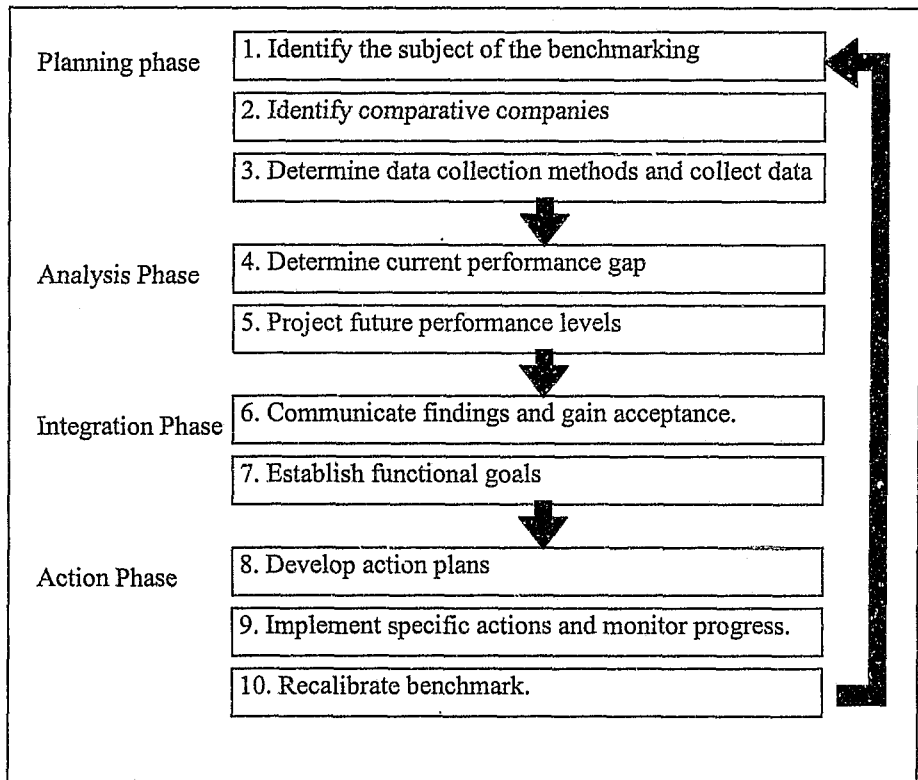 Planning phase
1. Identify the subject of the benchmarking
2. Identify comparative companies
3. Determine data collection methods and collect data
Analysis Phase
4. Determine current performance gap
5. Project future performance levels
Integration Phase
6. Communicate findings and gain acceptance.
7. Establish functional goals
Action Phase
8. Develop action plans
9. Implement specific actions and monitor progress.
10. Recalibrate benchmark.